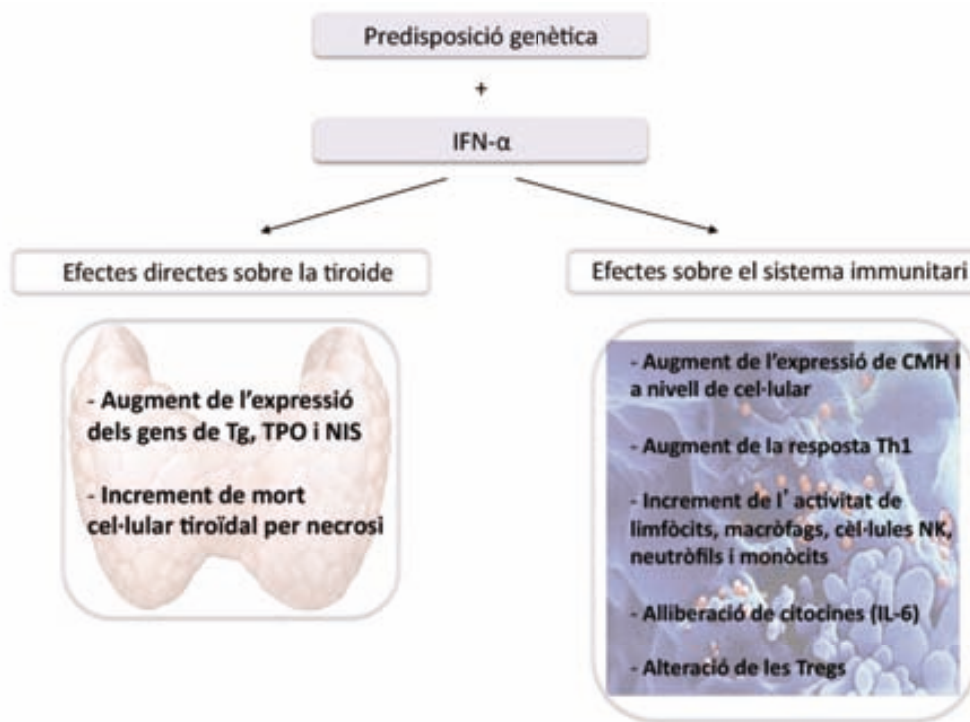 Predisposició genètica
+
IFN-α
Efectes directes sobre la tiroide
- Augment de l'expressió
dels gens de Tg, TPO i NIS
- Increment de mort
cel·lular tiroïdal per necrosi
Efectes sobre el sistema immunitari
- Augment de l'expressió de CMH I
a nivell de cel·lular
- Augment de la resposta Th1
- Increment de l' activitat de
limfòcits, macròfags, cèl·lules NK,
neutròfils i monòcits
- Alliberació de citocines (IL-6)
- Alteració de les Tregs